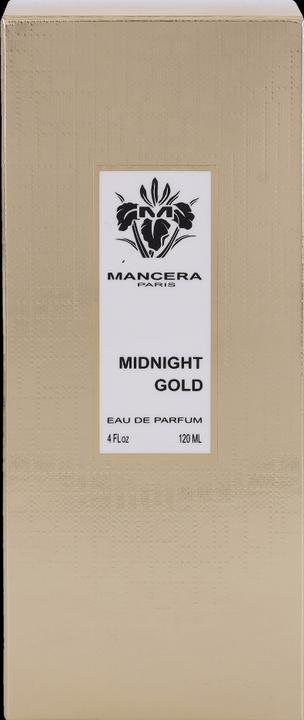 M
MANCERA
PARIS
MIDNIGHT
GOLD
EAU DE PARFUM
4 FLoz 120 ML